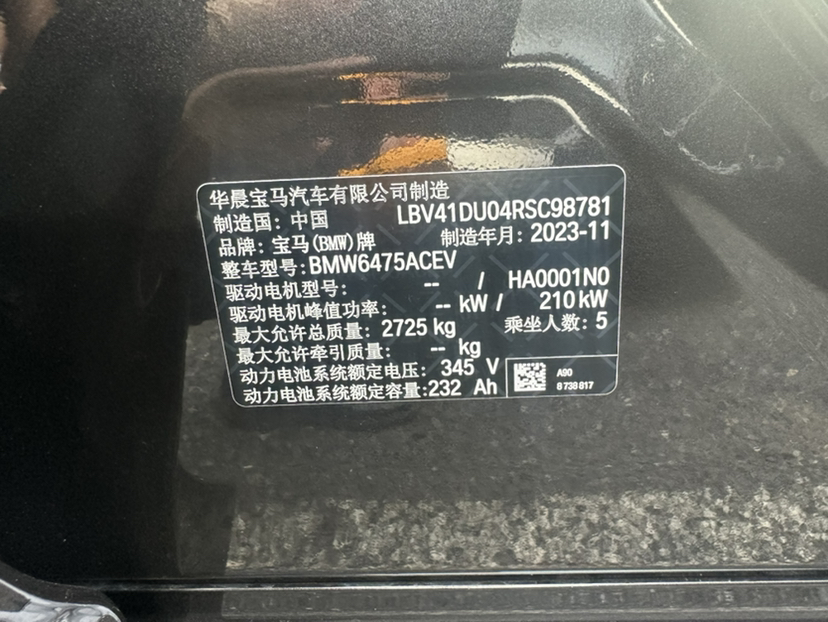 华晨宝马汽车有限公司制造
制造国: 中国 LBV41DU04RSC98781
品牌: 宝马(BMW)牌 制造年月: 2023-11
整车型号: BMW6475ACEV
驱动电机型号: -- / HA0001N0
驱动电机峰值功率: -- kW / 210 kW
最大允许总质量: 2725 kg 乘坐人数: 5
最大允许牵引质量: -- kg
动力电池系统额定电压: 345 V
动力电池系统额定容量: 232 Ah
A90
8 738 817